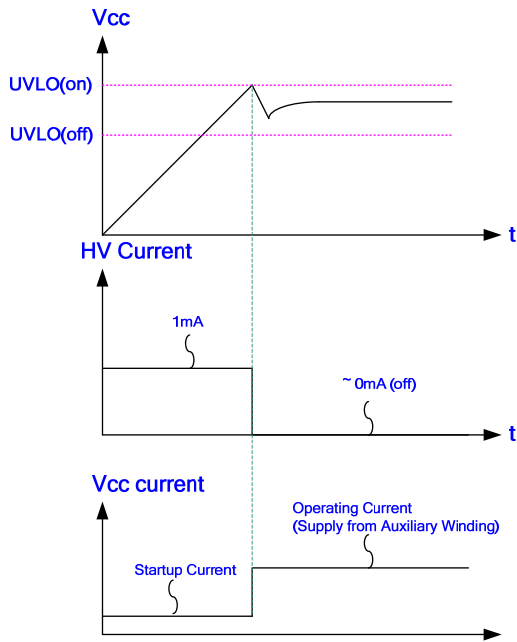 Vcc
UVLO(on)
UVLO(off)
t
HV Current
1mA
~ 0mA (off)
t
Vcc current
Operating Current
(Supply from Auxiliary Winding)
Startup Current